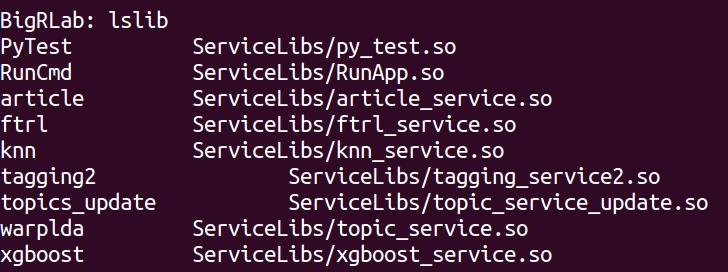 BigRLab: lslib
PyTest          ServiceLibs/py_test.so
RunCmd          ServiceLibs/RunApp.so
article         ServiceLibs/article_service.so
ftrl            ServiceLibs/ftrl_service.so
knn             ServiceLibs/knn_service.so
tagging2                ServiceLibs/tagging_service2.so
topics_update           ServiceLibs/topic_service_update.so
warplda         ServiceLibs/topic_service.so
xgboost         ServiceLibs/xgboost_service.so